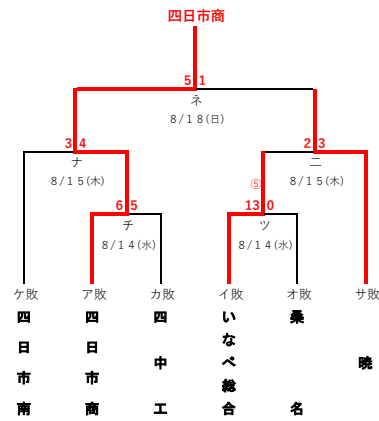 四日市商
5 1
ネ
8/18(日)
3 4
2 3
ナ
ニ
8/15(木)
⑤
8/15(木)
6 5
13 0
チ
ツ
8/14(水)
8/14(水)
ケ敗
ア敗
カ敗
イ敗
オ敗
サ敗
四日市南
四日市商
四中工
いなべ総合
桑名
暁